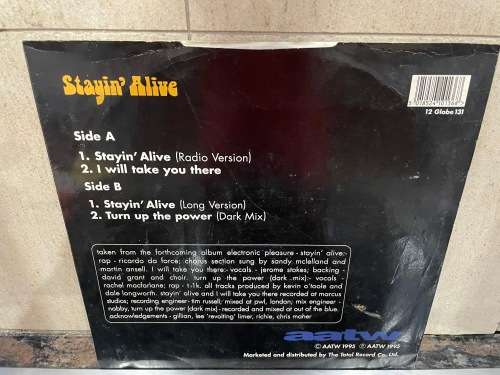 Stayin' Alive
12 Globe 131
Side A
1. Stayin' Alive (Radio Version)
2. I will take you there
Side B
1. Stayin' Alive (Long Version)
2. Turn up the power (Dark Mix)
taken from the forthcoming album electronic pleasure - stayin' alive:-
rap - ricardo da force; chorus section sung by sandy mclelland and
martin ansell. I will take you there:- vocals - jerome stokes; backing -
david grant and choir. turn up the power (dark mix):- vocals -
rachel macfarlane; rap - t-1k. all tracks produced by kevin o'toole and
dale longworth. stayin' alive and I will take you there recorded at marcus
studios; recording engineer - tim russell; mixed at pwl, london; mix engineer -
nobby. turn up the power (dark mix) - recorded and mixed at out of the blue.
acknowledgements - gillian, lee 'revolting' limer, richie, chris maher
aatw
© AATW 1995 ℗ AATW 1995
Marketed and distributed by The Total Record Co. Ltd.